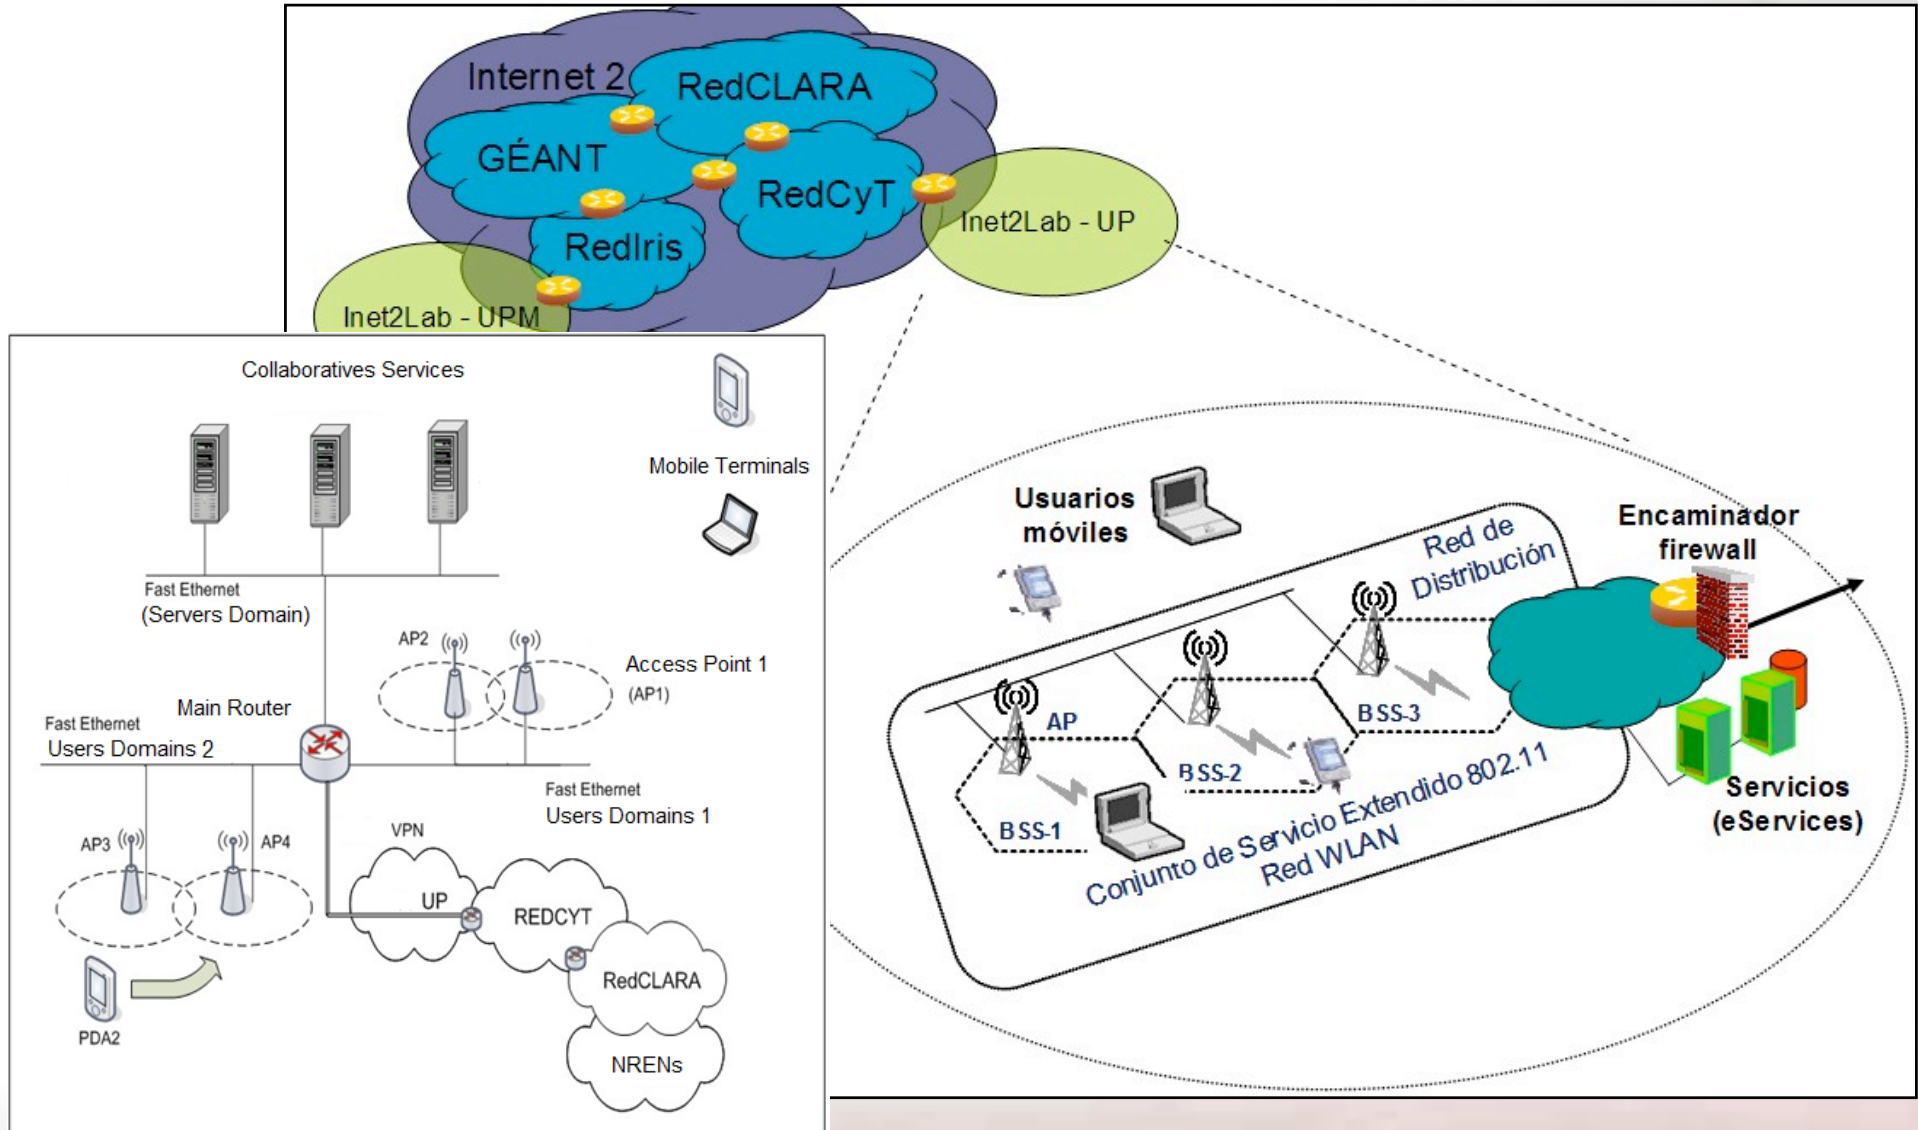 Internet 2
RedCLARA
GÉANT
RedCyT
RedIris
Inet2Lab - UP
Inet2Lab - UPM
Collaboratives Services
Mobile Terminals
Fast Ethernet
(Servers Domain)
AP2
Access Point 1
(AP1)
Main Router
Fast Ethernet
Users Domains 2
Fast Ethernet
Users Domains 1
AP3
AP4
VPN
UP
REDCYT
RedCLARA
NRENs
PDA2
Usuarios
móviles
Red de
Distribución
Encaminador
firewall
AP
BSS-1
BSS-2
BSS-3
Conjunto de Servicio Extendido 802.11
Red WLAN
Servicios
(eServices)